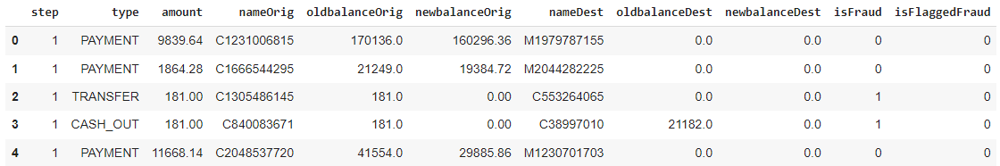 step type amount nameOrig oldbalanceOrig newbalanceOrig nameDest oldbalanceDest newbalanceDest isFraud isFlaggedFraud
0 1 PAYMENT 9839.64 C1231006815 170136.0 160296.36 M1979787155 0.0 0.0 0 0
1 1 PAYMENT 1864.28 C1666544295 21249.0 19384.72 M2044282225 0.0 0.0 0 0
2 1 TRANSFER 181.00 C1305486145 181.0 0.00 C553264065 0.0 0.0 1 0
3 1 CASH_OUT 181.00 C840083671 181.0 0.00 C38997010 21182.0 0.0 1 0
4 1 PAYMENT 11668.14 C2048537720 41554.0 29885.86 M1230701703 0.0 0.0 0 0